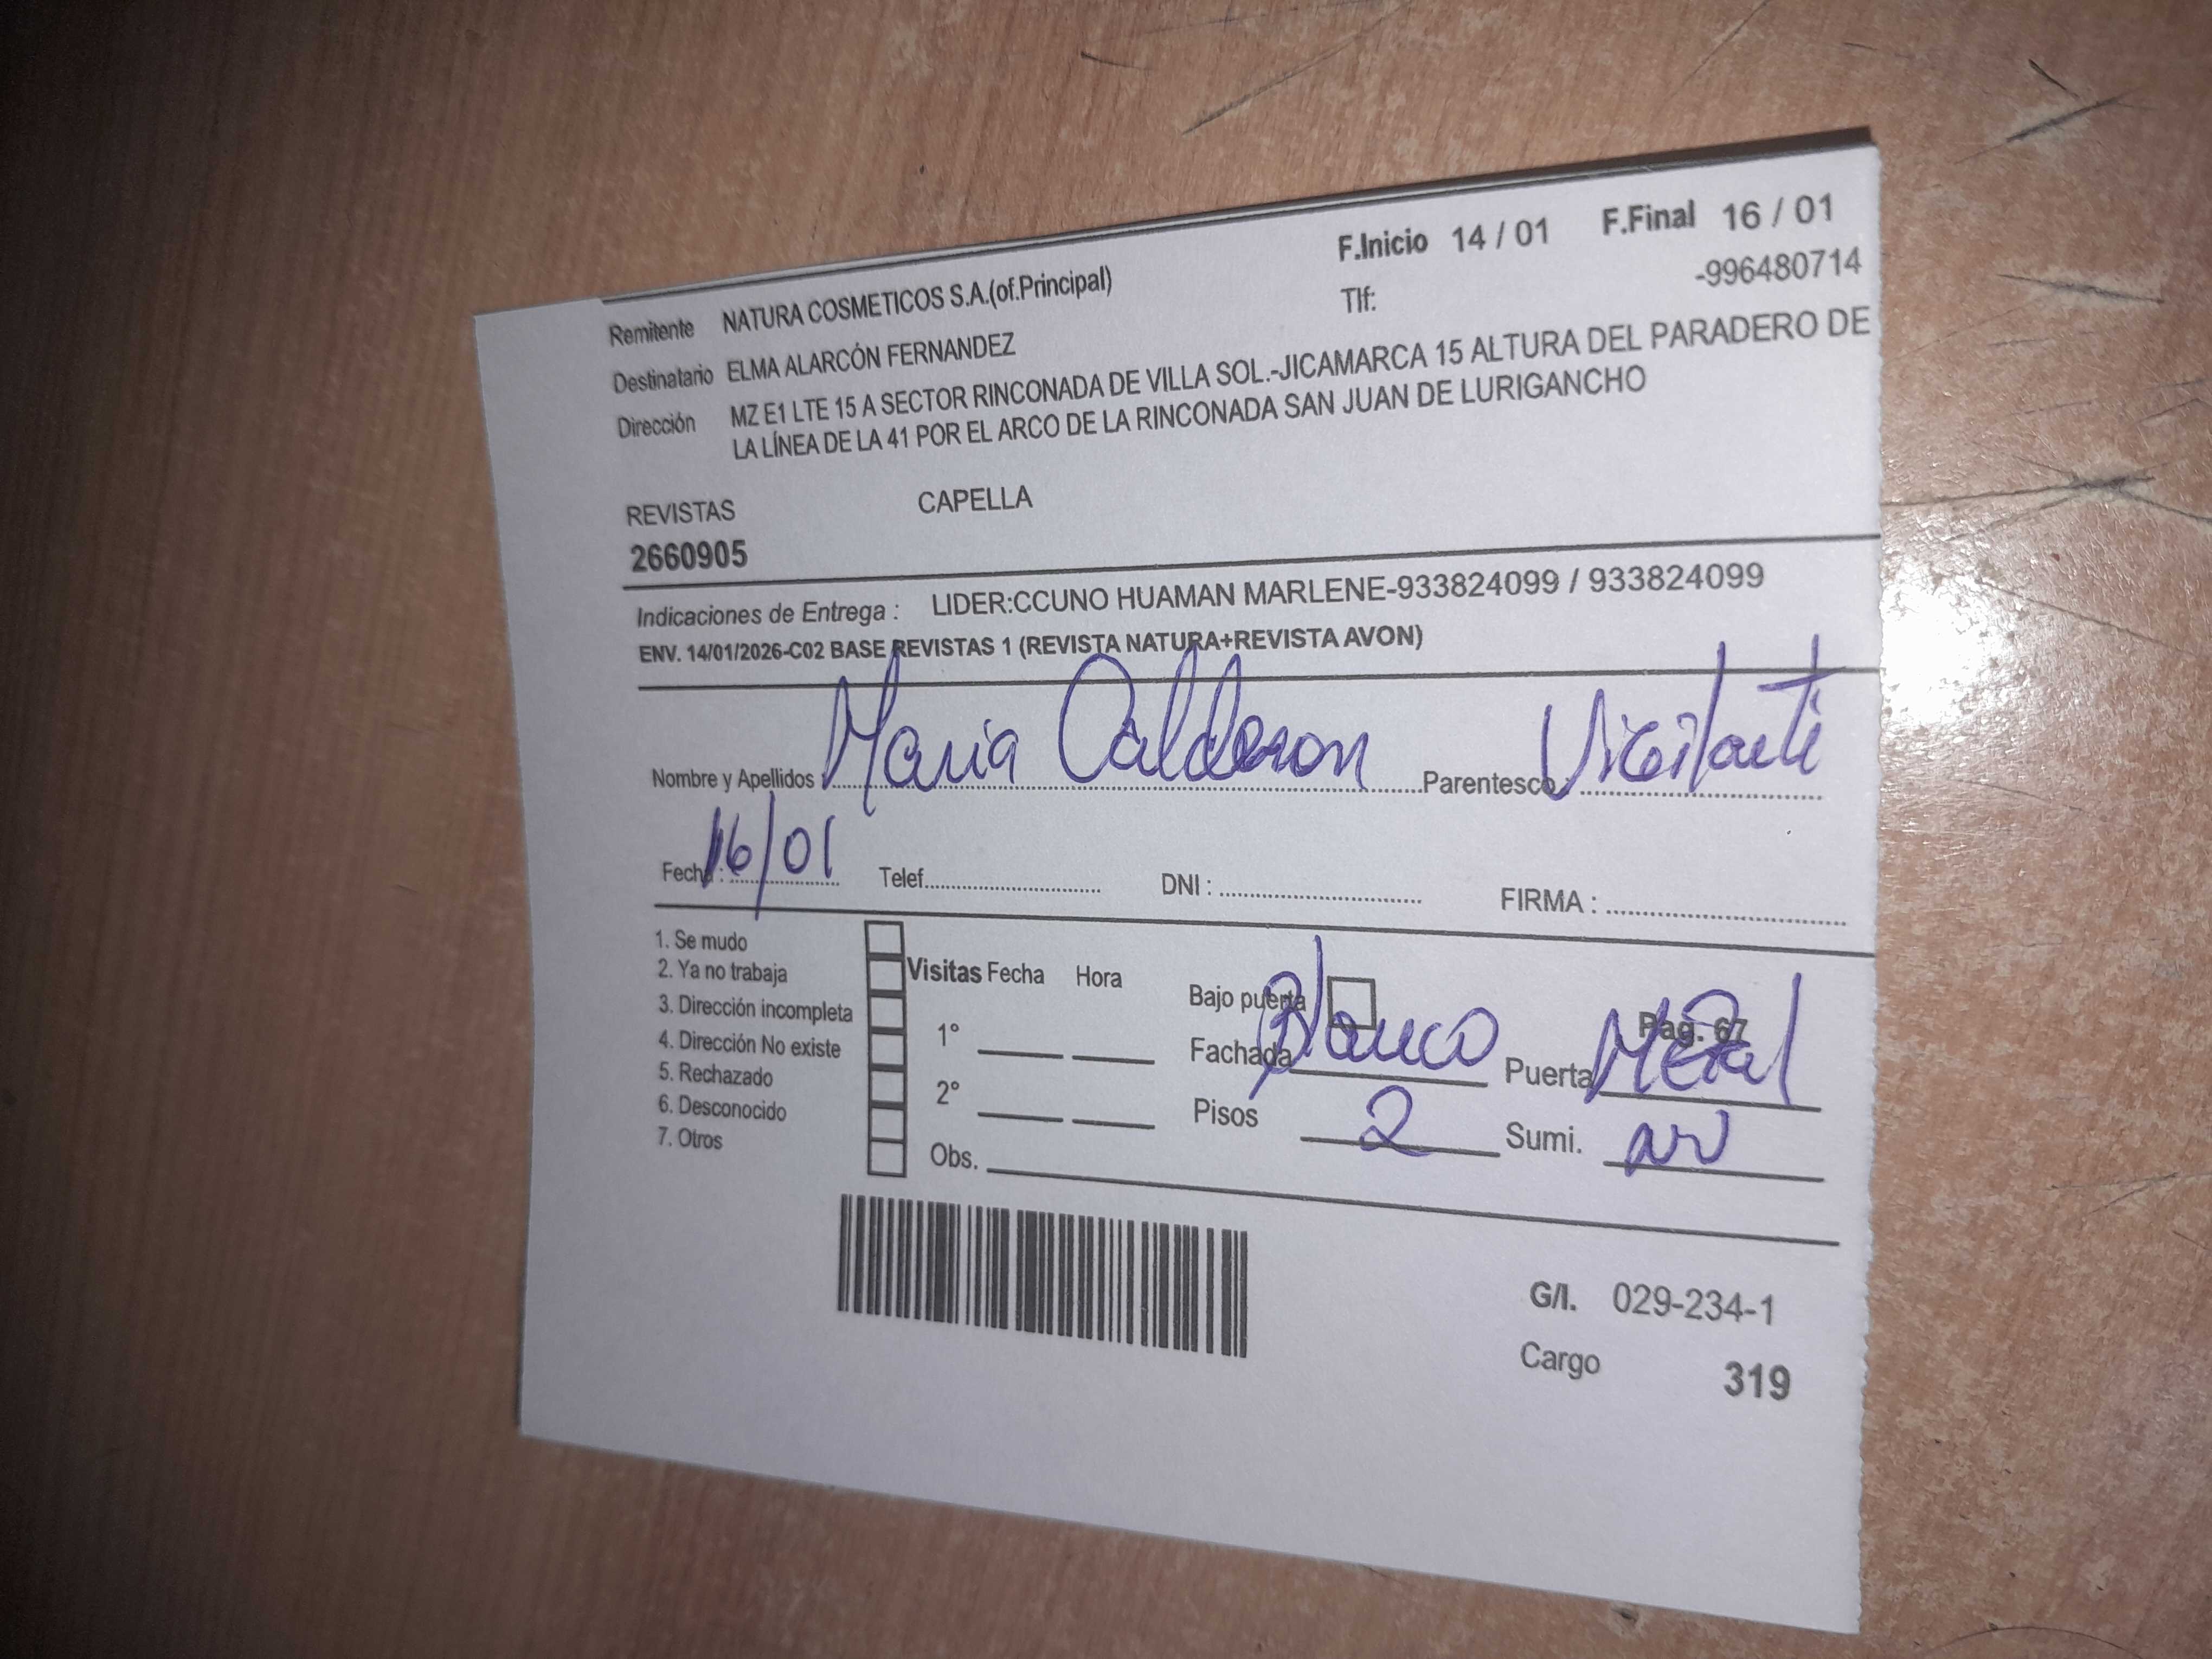 F.Inicio 14 / 01 F.Final 16 / 01
Remitente NATURA COSMETICOS S.A.(of.Principal) Tlf: -996480714
Destinatario ELMA ALARCÓN FERNANDEZ
Dirección MZ E1 LTE 15 A SECTOR RINCONADA DE VILLA SOL.-JICAMARCA 15 ALTURA DEL PARADERO DE
LA LÍNEA DE LA 41 POR EL ARCO DE LA RINCONADA SAN JUAN DE LURIGANCHO
REVISTAS CAPELLA
2660905
Indicaciones de Entrega : LIDER:CCUNO HUAMAN MARLENE-933824099 / 933824099
ENV. 14/01/2026-C02 BASE REVISTAS 1 (REVISTA NATURA+REVISTA AVON)
Nombre y Apellidos : Maria Calderon Parentesco : Vigilante
Fecha : 16/01 Telef. DNI : FIRMA :
1. Se mudo
2. Ya no trabaja
3. Dirección incompleta
4. Dirección No existe
5. Rechazado
6. Desconocido
7. Otros
Visitas Fecha Hora
1°
2°
Obs.
Bajo puerta
Pag. 67
Fachada Blanco Puerta Metal
Pisos 2 Sumi.
G/I. 029-234-1
Cargo 319